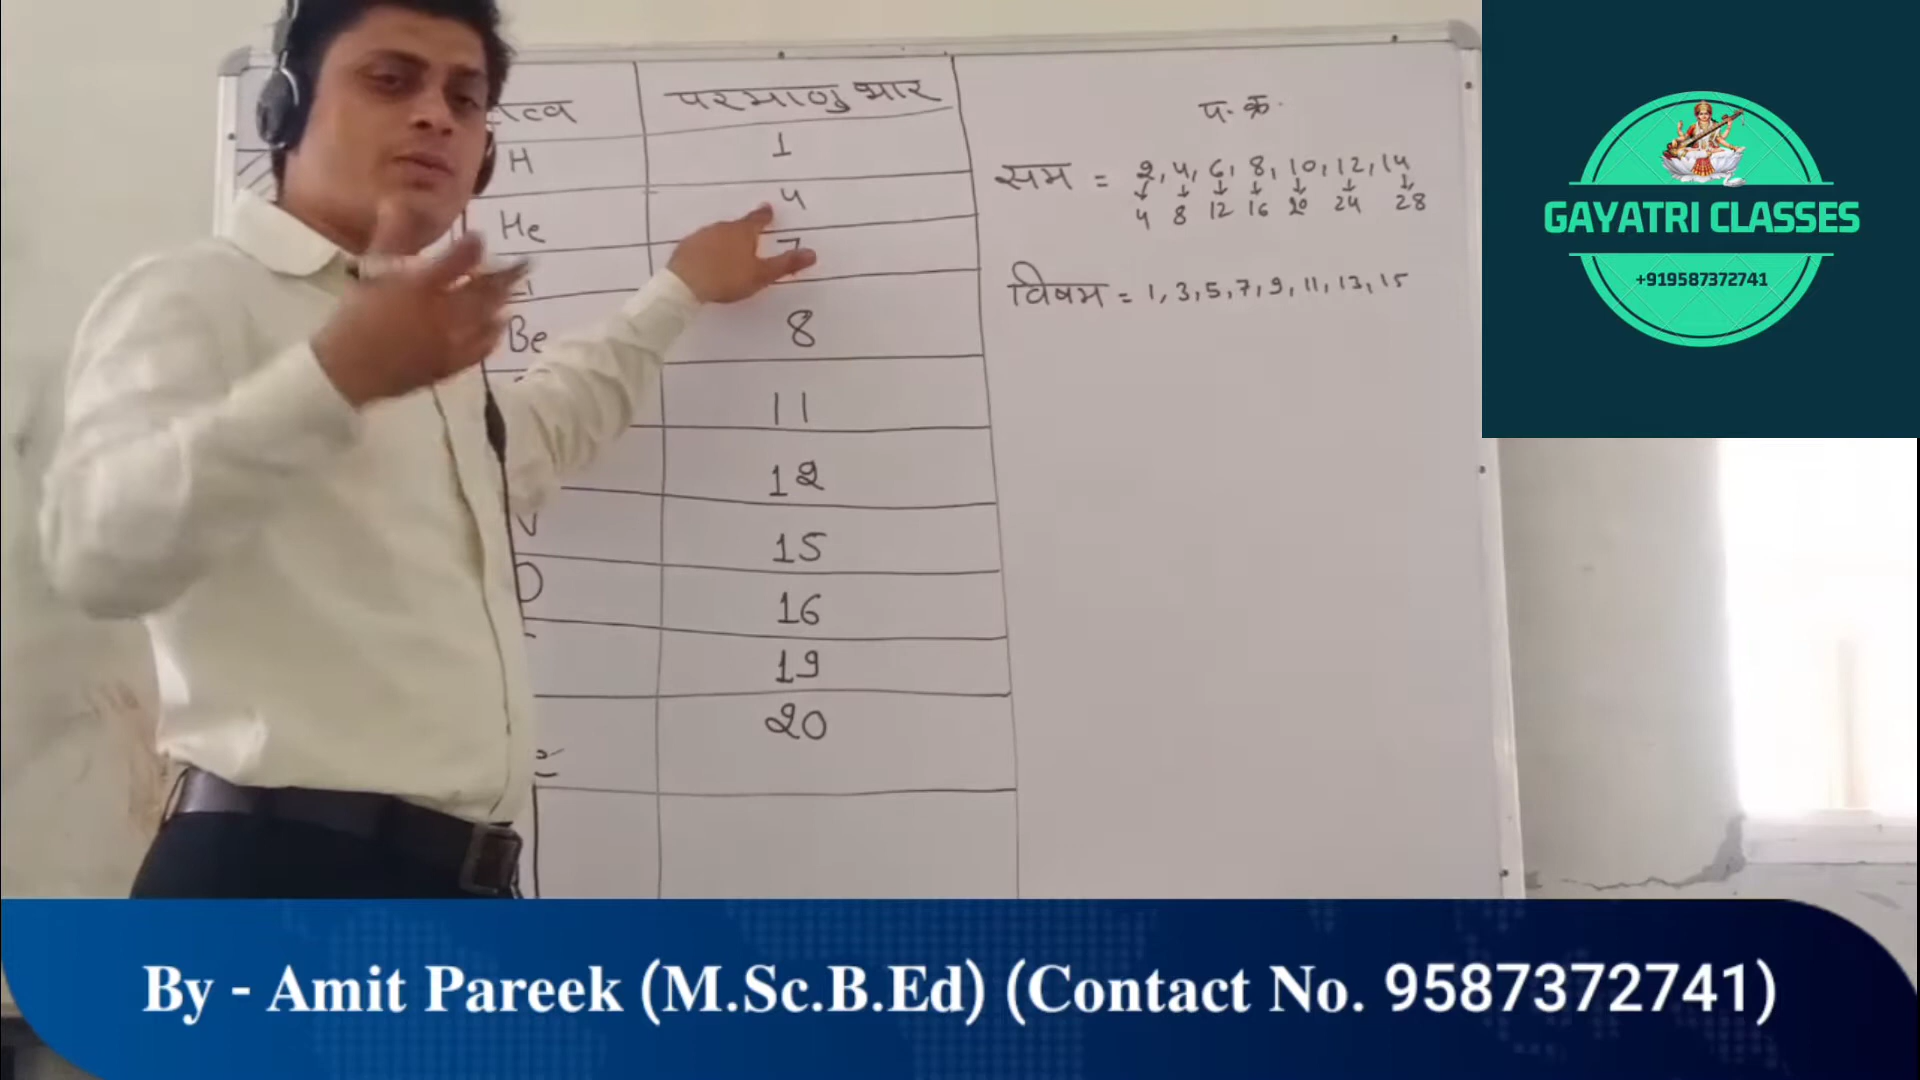 तत्व परमाणु भार
H 1
He 4
Li 7
Be 8
11
12
15
O 16
19
20
प. क्र.
सम = 2, 4, 6, 8, 10, 12, 14
↓ ↓ ↓ ↓ ↓ ↓ ↓
4 8 12 16 20 24 28
विषम = 1, 3, 5, 7, 9, 11, 13, 15
GAYATRI CLASSES
+919587372741
By - Amit Pareek (M.Sc.B.Ed) (Contact No. 9587372741)